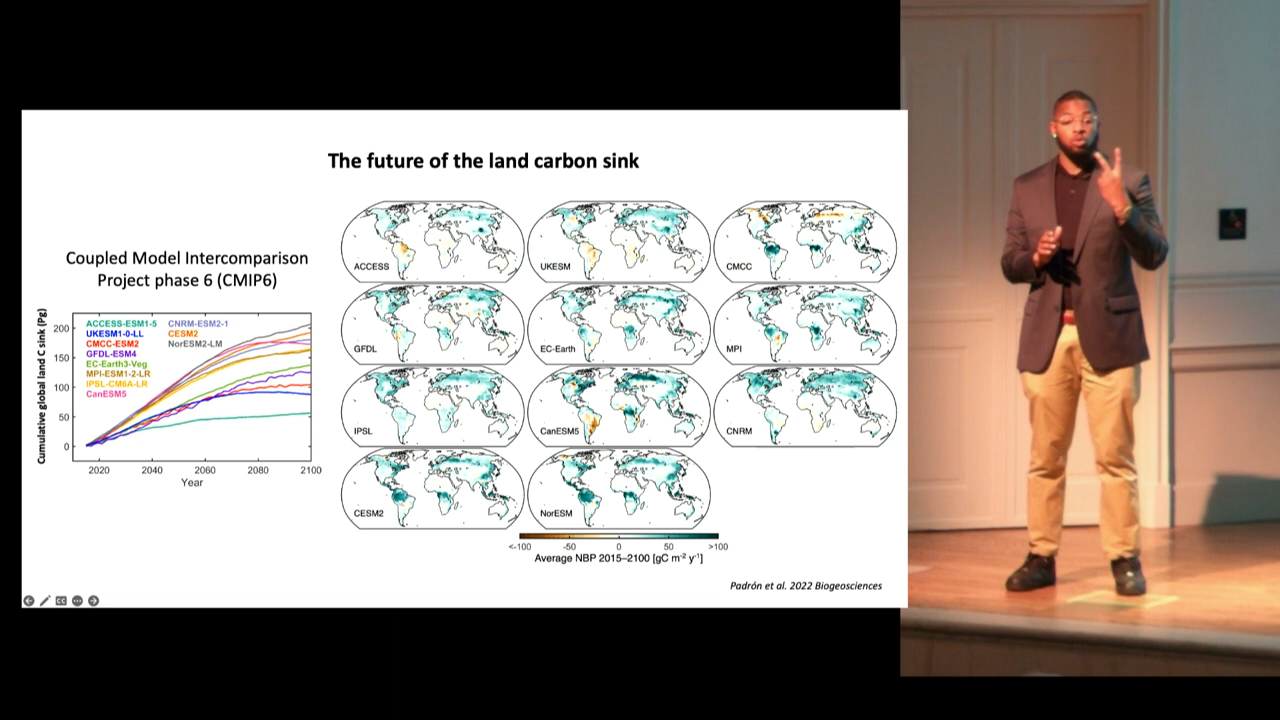 The future of the land carbon sink
Coupled Model Intercomparison
Project phase 6 (CMIP6)
Cumulative global land C sink (Pg)
200
150
100
50
0
ACCESS-ESM1-5
UKESM1-0-LL
CMCC-ESM2
GFDL-ESM4
EC-Earth3-Veg
MPI-ESM1-2-LR
IPSL-CM6A-LR
CanESM5
CNRM-ESM2-1
CESM2
NorESM2-LM
2020 2040 2060 2080 2100
Year
ACCESS
UKESM
CMCC
GFDL
EC-Earth
MPI
IPSL
CanESM5
CNRM
CESM2
NorESM
<-100 -50 0 50 >100
Average NBP 2015–2100 [gC m⁻² y⁻¹]
Padrón et al. 2022 Biogeosciences
CC